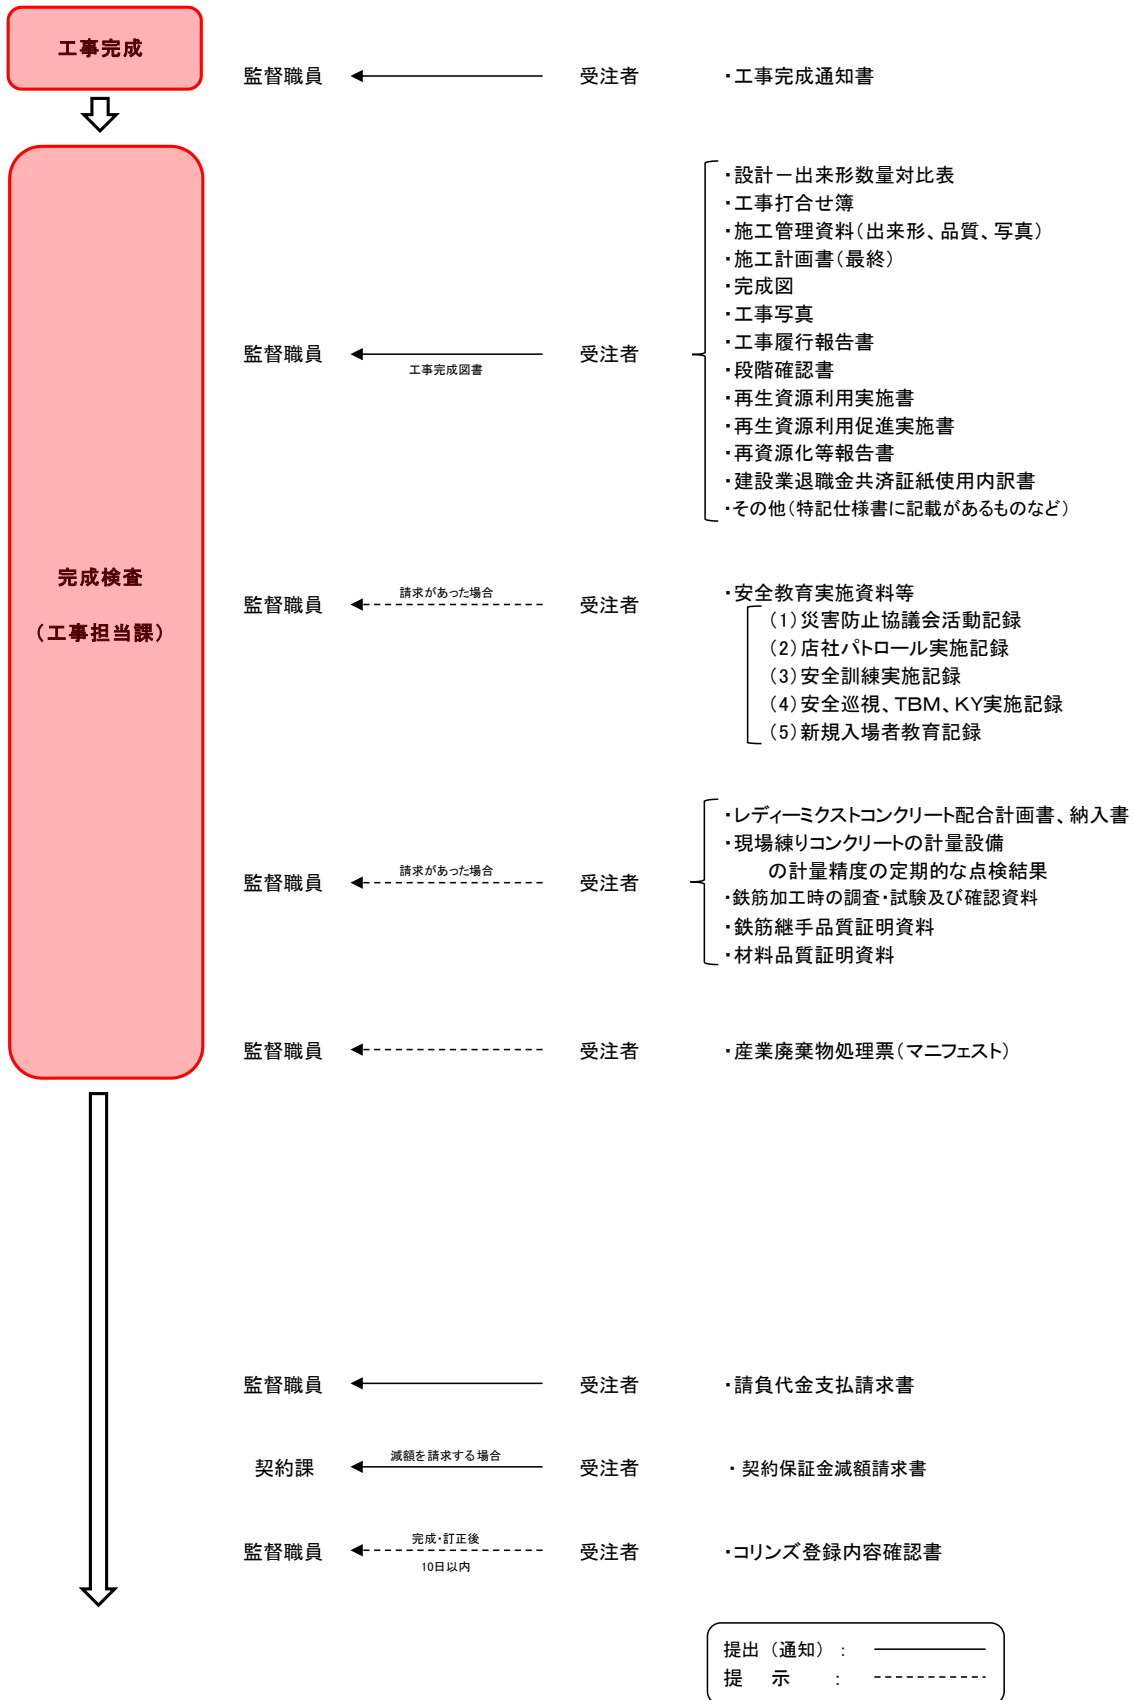 工事完成
監督職員 受注者 ・工事完成通知書
・設計－出来形数量対比表
・工事打合せ簿
・施工管理資料（出来形、品質、写真）
・施工計画書（最終）
・完成図
・工事写真
・工事履行報告書
監督職員 工事完成図書 受注者
・段階確認書
・再生資源利用実施書
・再生資源利用促進実施書
・再資源化等報告書
・建設業退職金共済証紙使用内訳書
・その他（特記仕様書に記載があるものなど）
完成検査
（工事担当課）
監督職員 請求があった場合 受注者 ・安全教育実施資料等
（1）災害防止協議会活動記録
（2）店社パトロール実施記録
（3）安全訓練実施記録
（4）安全巡視、TBM、KY実施記録
（5）新規入場者教育記録
・レディーミクストコンクリート配合計画書、納入書
・現場練りコンクリートの計量設備
の計量精度の定期的な点検結果
監督職員 請求があった場合 受注者
・鉄筋加工時の調査・試験及び確認資料
・鉄筋継手品質証明資料
・材料品質証明資料
監督職員 受注者 ・産業廃棄物処理票（マニフェスト）
監督職員 受注者 ・請負代金支払請求書
契約課 減額を請求する場合 受注者 ・契約保証金減額請求書
監督職員 完成・訂正後 受注者 ・コリンズ登録内容確認書
10日以内
提出（通知）：
提　示　：